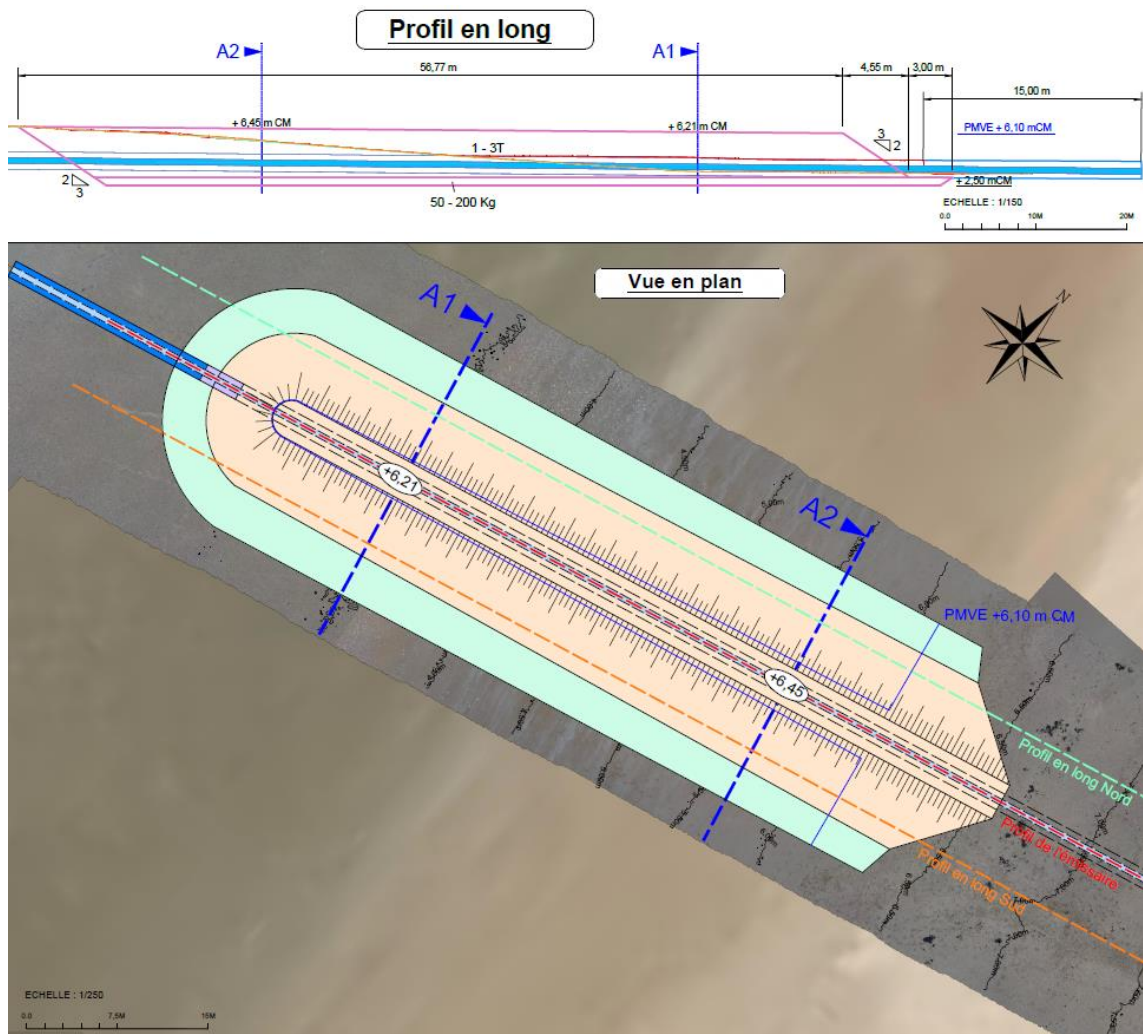 Profil en long
A2
A1
56,77 m
4,55 m
3,00 m
15,00 m
+ 6,45 m CM
+ 6,21 m CM
PMVE + 6,10 mCM
3
2
1 - 3T
2
3
+ 2,50 mCM
50 - 200 Kg
ECHELLE : 1/150
0.0
10M
20M
Vue en plan
N
A1
+6,21
A2
PMVE +6,10 m CM
+6,45
Profil en long Nord
Profil de l'émissaire
Profil en long Sud
ECHELLE : 1/250
0.0
7,5M
15M